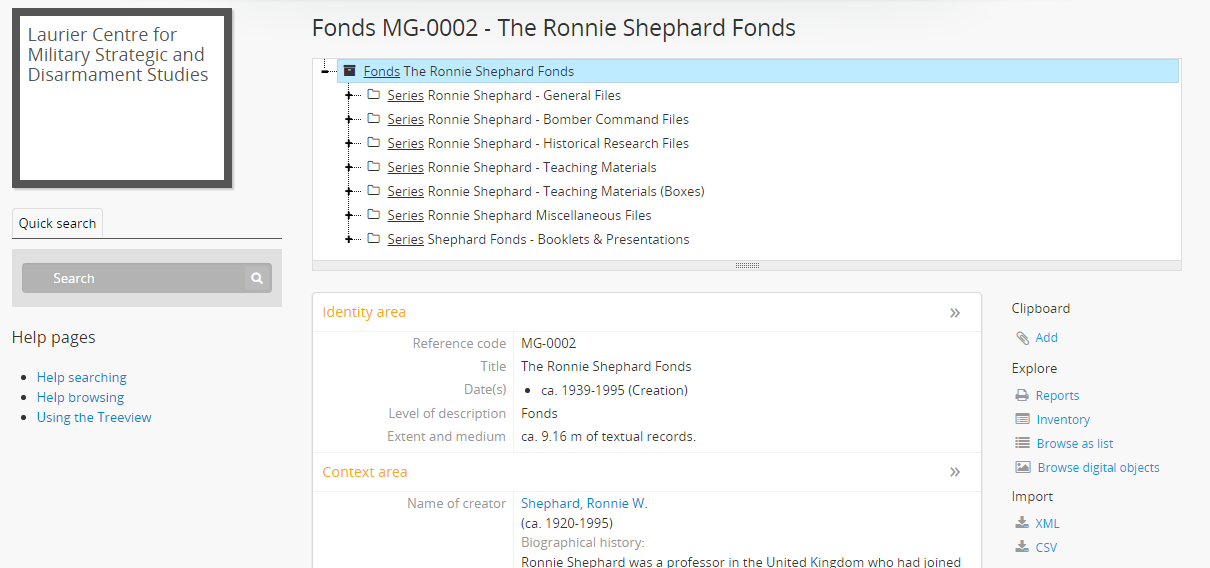 Laurier Centre for
Military Strategic and
Disarmament Studies
Quick search
Search
Help pages
Help searching
Help browsing
Using the Treeview
Fonds MG-0002 - The Ronnie Shephard Fonds
Fonds The Ronnie Shephard Fonds
Series Ronnie Shephard - General Files
Series Ronnie Shephard - Bomber Command Files
Series Ronnie Shephard - Historical Research Files
Series Ronnie Shephard - Teaching Materials
Series Ronnie Shephard - Teaching Materials (Boxes)
Series Ronnie Shephard Miscellaneous Files
Series Shephard Fonds - Booklets & Presentations
Identity area »
Reference code MG-0002
Title The Ronnie Shephard Fonds
Date(s) • ca. 1939-1995 (Creation)
Level of description Fonds
Extent and medium ca. 9.16 m of textual records.
Context area »
Name of creator Shephard, Ronnie W.
(ca. 1920-1995)
Biographical history:
Ronnie Shephard was a professor in the United Kingdom who had joined
Clipboard
Add
Explore
Reports
Inventory
Browse as list
Browse digital objects
Import
XML
CSV